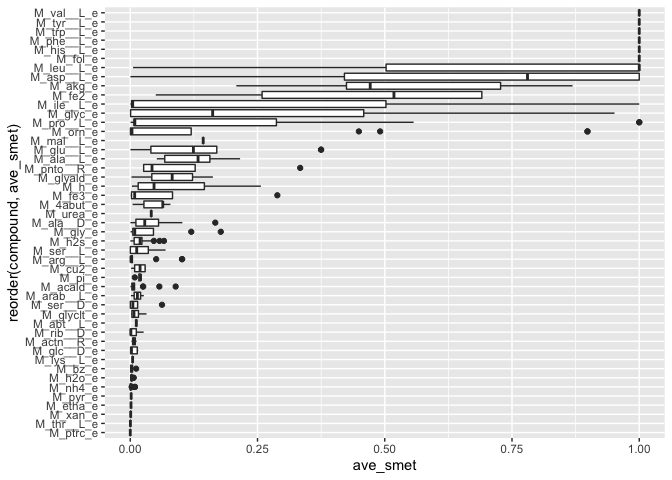 M_val__L_e
M_tyr__L_e
M_trp__L_e
M_phe__L_e
M_his__L_e
M_fol_e
M_leu__L_e
M_asp__L_e
M_akg_e
M_fe2_e
M_ile__L_e
M_glyc_e
M_pro__L_e
M_orn_e
M_mal__L_e
M_glu__L_e
M_ala__L_e
M_pnto__R_e
M_glyald_e
M_h_e
M_fe3_e
M_4abut_e
M_urea_e
M_ala__D_e
M_gly_e
M_h2s_e
M_ser__L_e
M_arg__L_e
M_cu2_e
M_pi_e
M_acald_e
M_arab__L_e
M_ser__D_e
M_glyclt_e
M_abt__L_e
M_rib__D_e
M_actn__R_e
M_glc__D_e
M_lys__L_e
M_bz_e
M_h2o_e
M_nh4_e
M_pyr_e
M_etha_e
M_xan_e
M_thr__L_e
M_ptrc_e
reorder(compound, ave_smet)
0.00 0.25 0.50 0.75 1.00
ave_smet